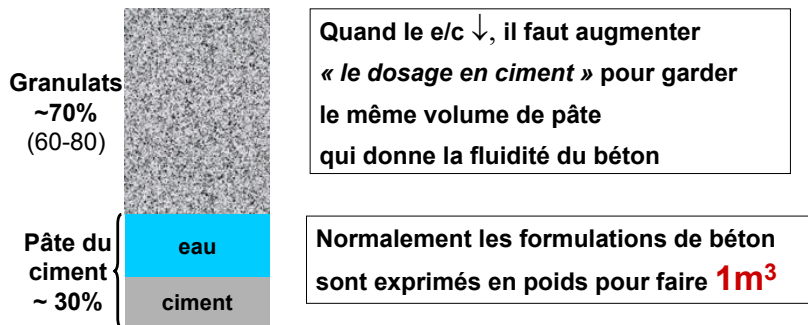 Granulats
~70%
(60-80)
Pâte du
ciment
~ 30%
eau
ciment
Quand le e/c ↓, il faut augmenter
« le dosage en ciment » pour garder
le même volume de pâte
qui donne la fluidité du béton
Normalement les formulations de béton
sont exprimés en poids pour faire 1m³